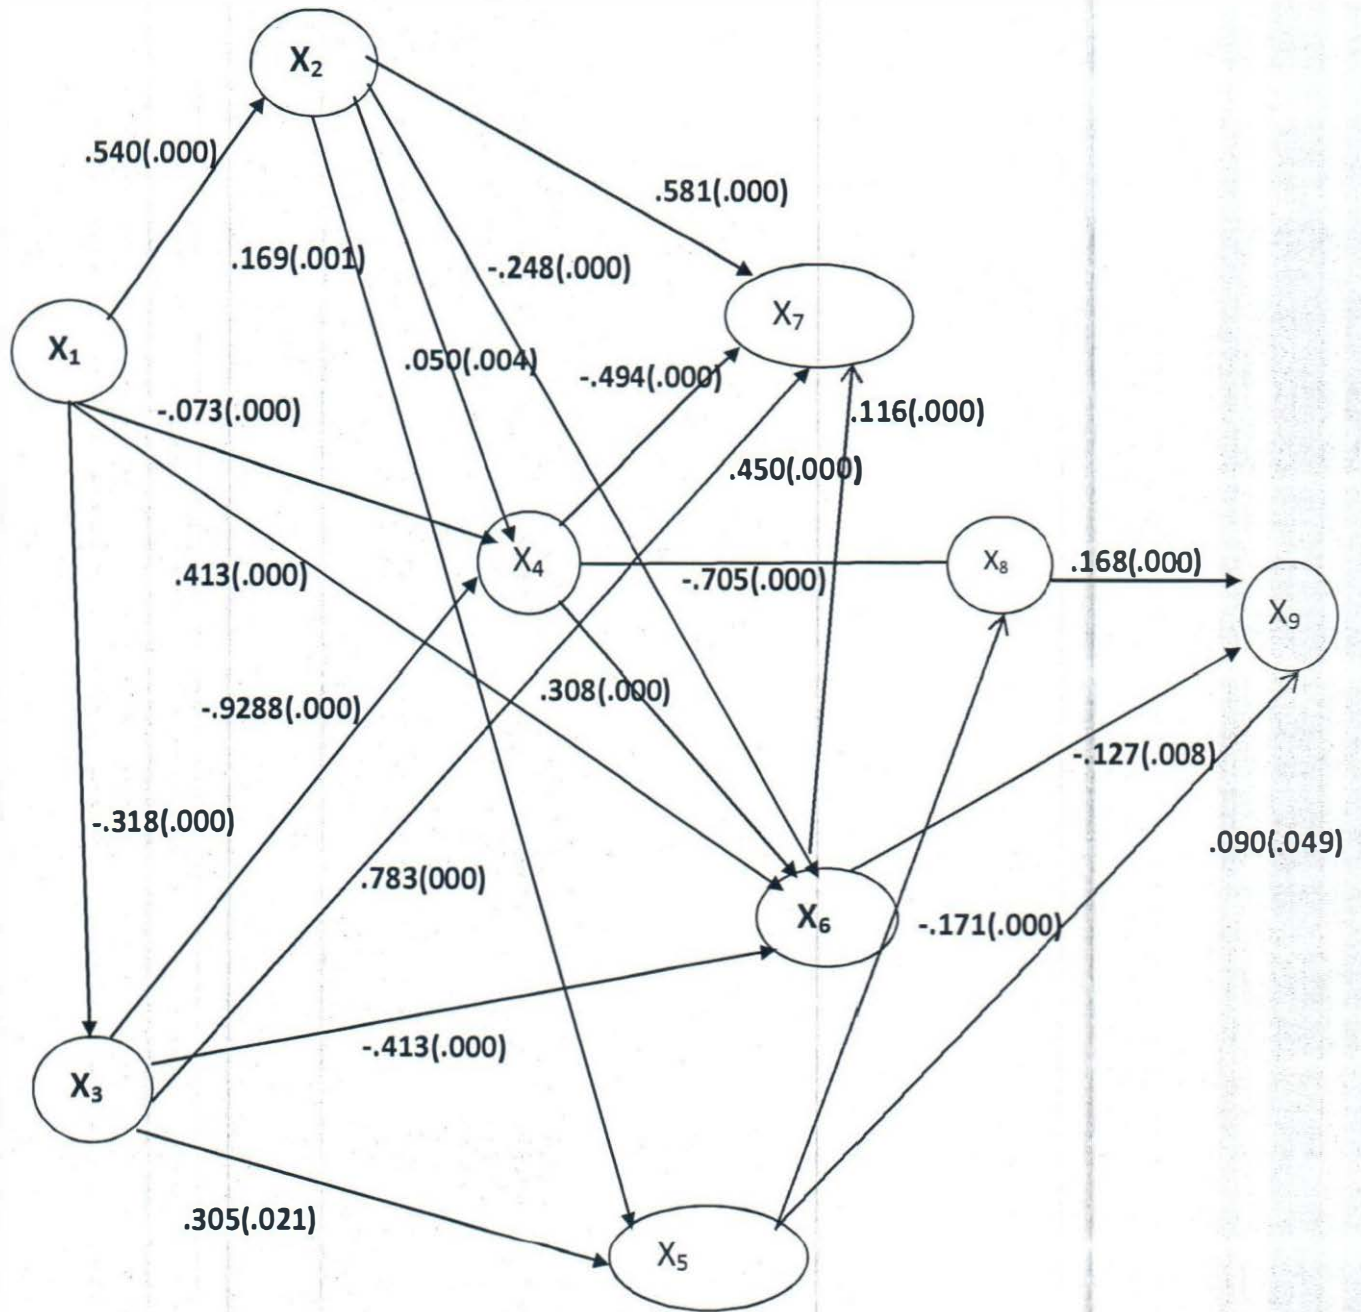 X₂
.540(.000)
.581(.000)
.169(.001)
-.248(.000)
X₇
X₁
.050(.004)
-.494(.000)
-.073(.000)
.116(.000)
.450(.000)
X₄
X₈
.168(.000)
.413(.000)
-.705(.000)
X₉
.308(.000)
-.9288(.000)
-.127(.008)
-.318(.000)
.090(.049)
.783(000)
X₆
-.171(.000)
-.413(.000)
X₃
.305(.021)
X₅